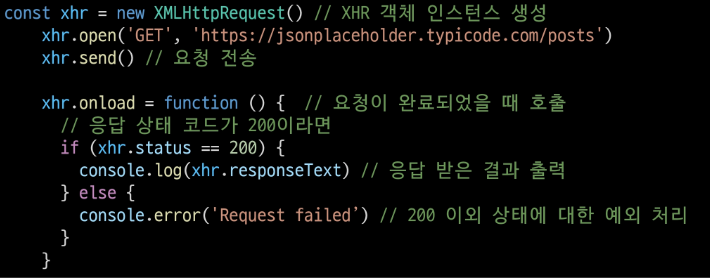 const xhr = new XMLHttpRequest() // XHR 객체 인스턴스 생성
    xhr.open('GET', 'https://jsonplaceholder.typicode.com/posts')
    xhr.send() // 요청 전송

    xhr.onload = function () {  // 요청이 완료되었을 때 호출
      // 응답 상태 코드가 200이라면
      if (xhr.status == 200) {
        console.log(xhr.responseText) // 응답 받은 결과 출력
      } else {
        console.error('Request failed’) // 200 이외 상태에 대한 예외 처리
      }
    }